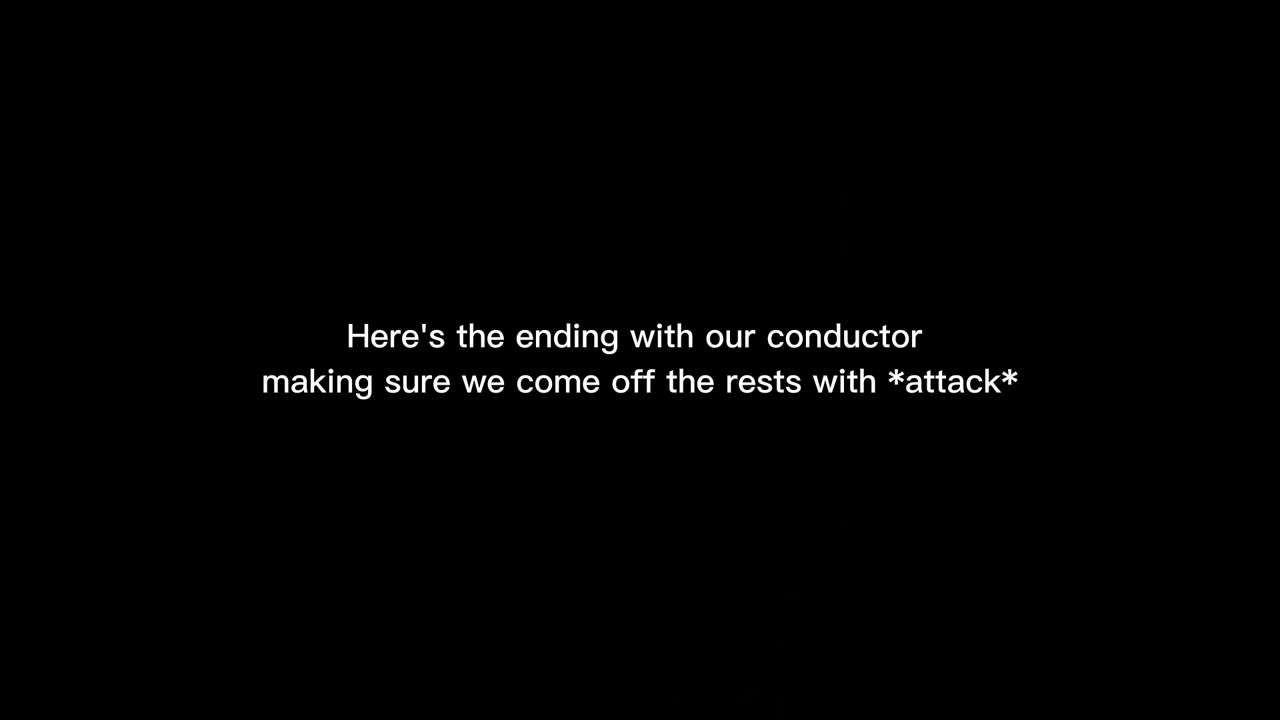 Here's the ending with our conductor
making sure we come off the rests with *attack*